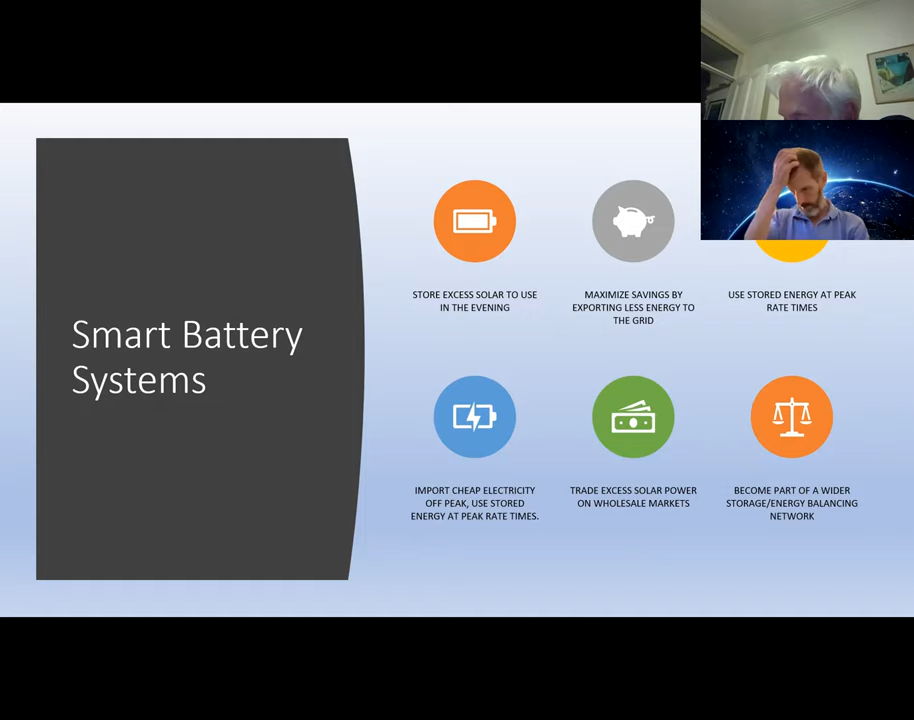 Smart Battery
Systems
STORE EXCESS SOLAR TO USE
IN THE EVENING
MAXIMIZE SAVINGS BY
EXPORTING LESS ENERGY TO
THE GRID
USE STORED ENERGY AT PEAK
RATE TIMES
IMPORT CHEAP ELECTRICITY
OFF PEAK, USE STORED
ENERGY AT PEAK RATE TIMES.
TRADE EXCESS SOLAR POWER
ON WHOLESALE MARKETS
BECOME PART OF A WIDER
STORAGE/ENERGY BALANCING
NETWORK